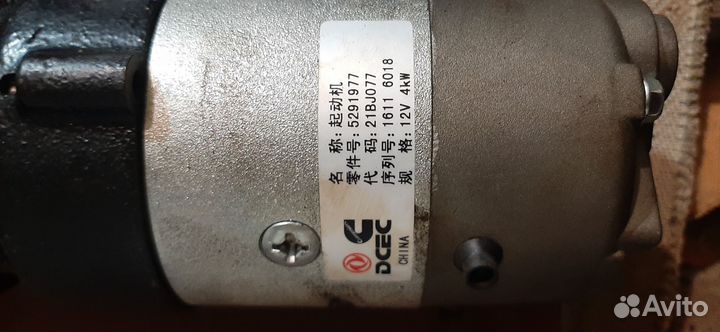 名 称:起动机
零件号:5291977
代 码:21BJ077
序列号:1611 6018
规 格:12V 4kW
DCEC
CHINA
Avito